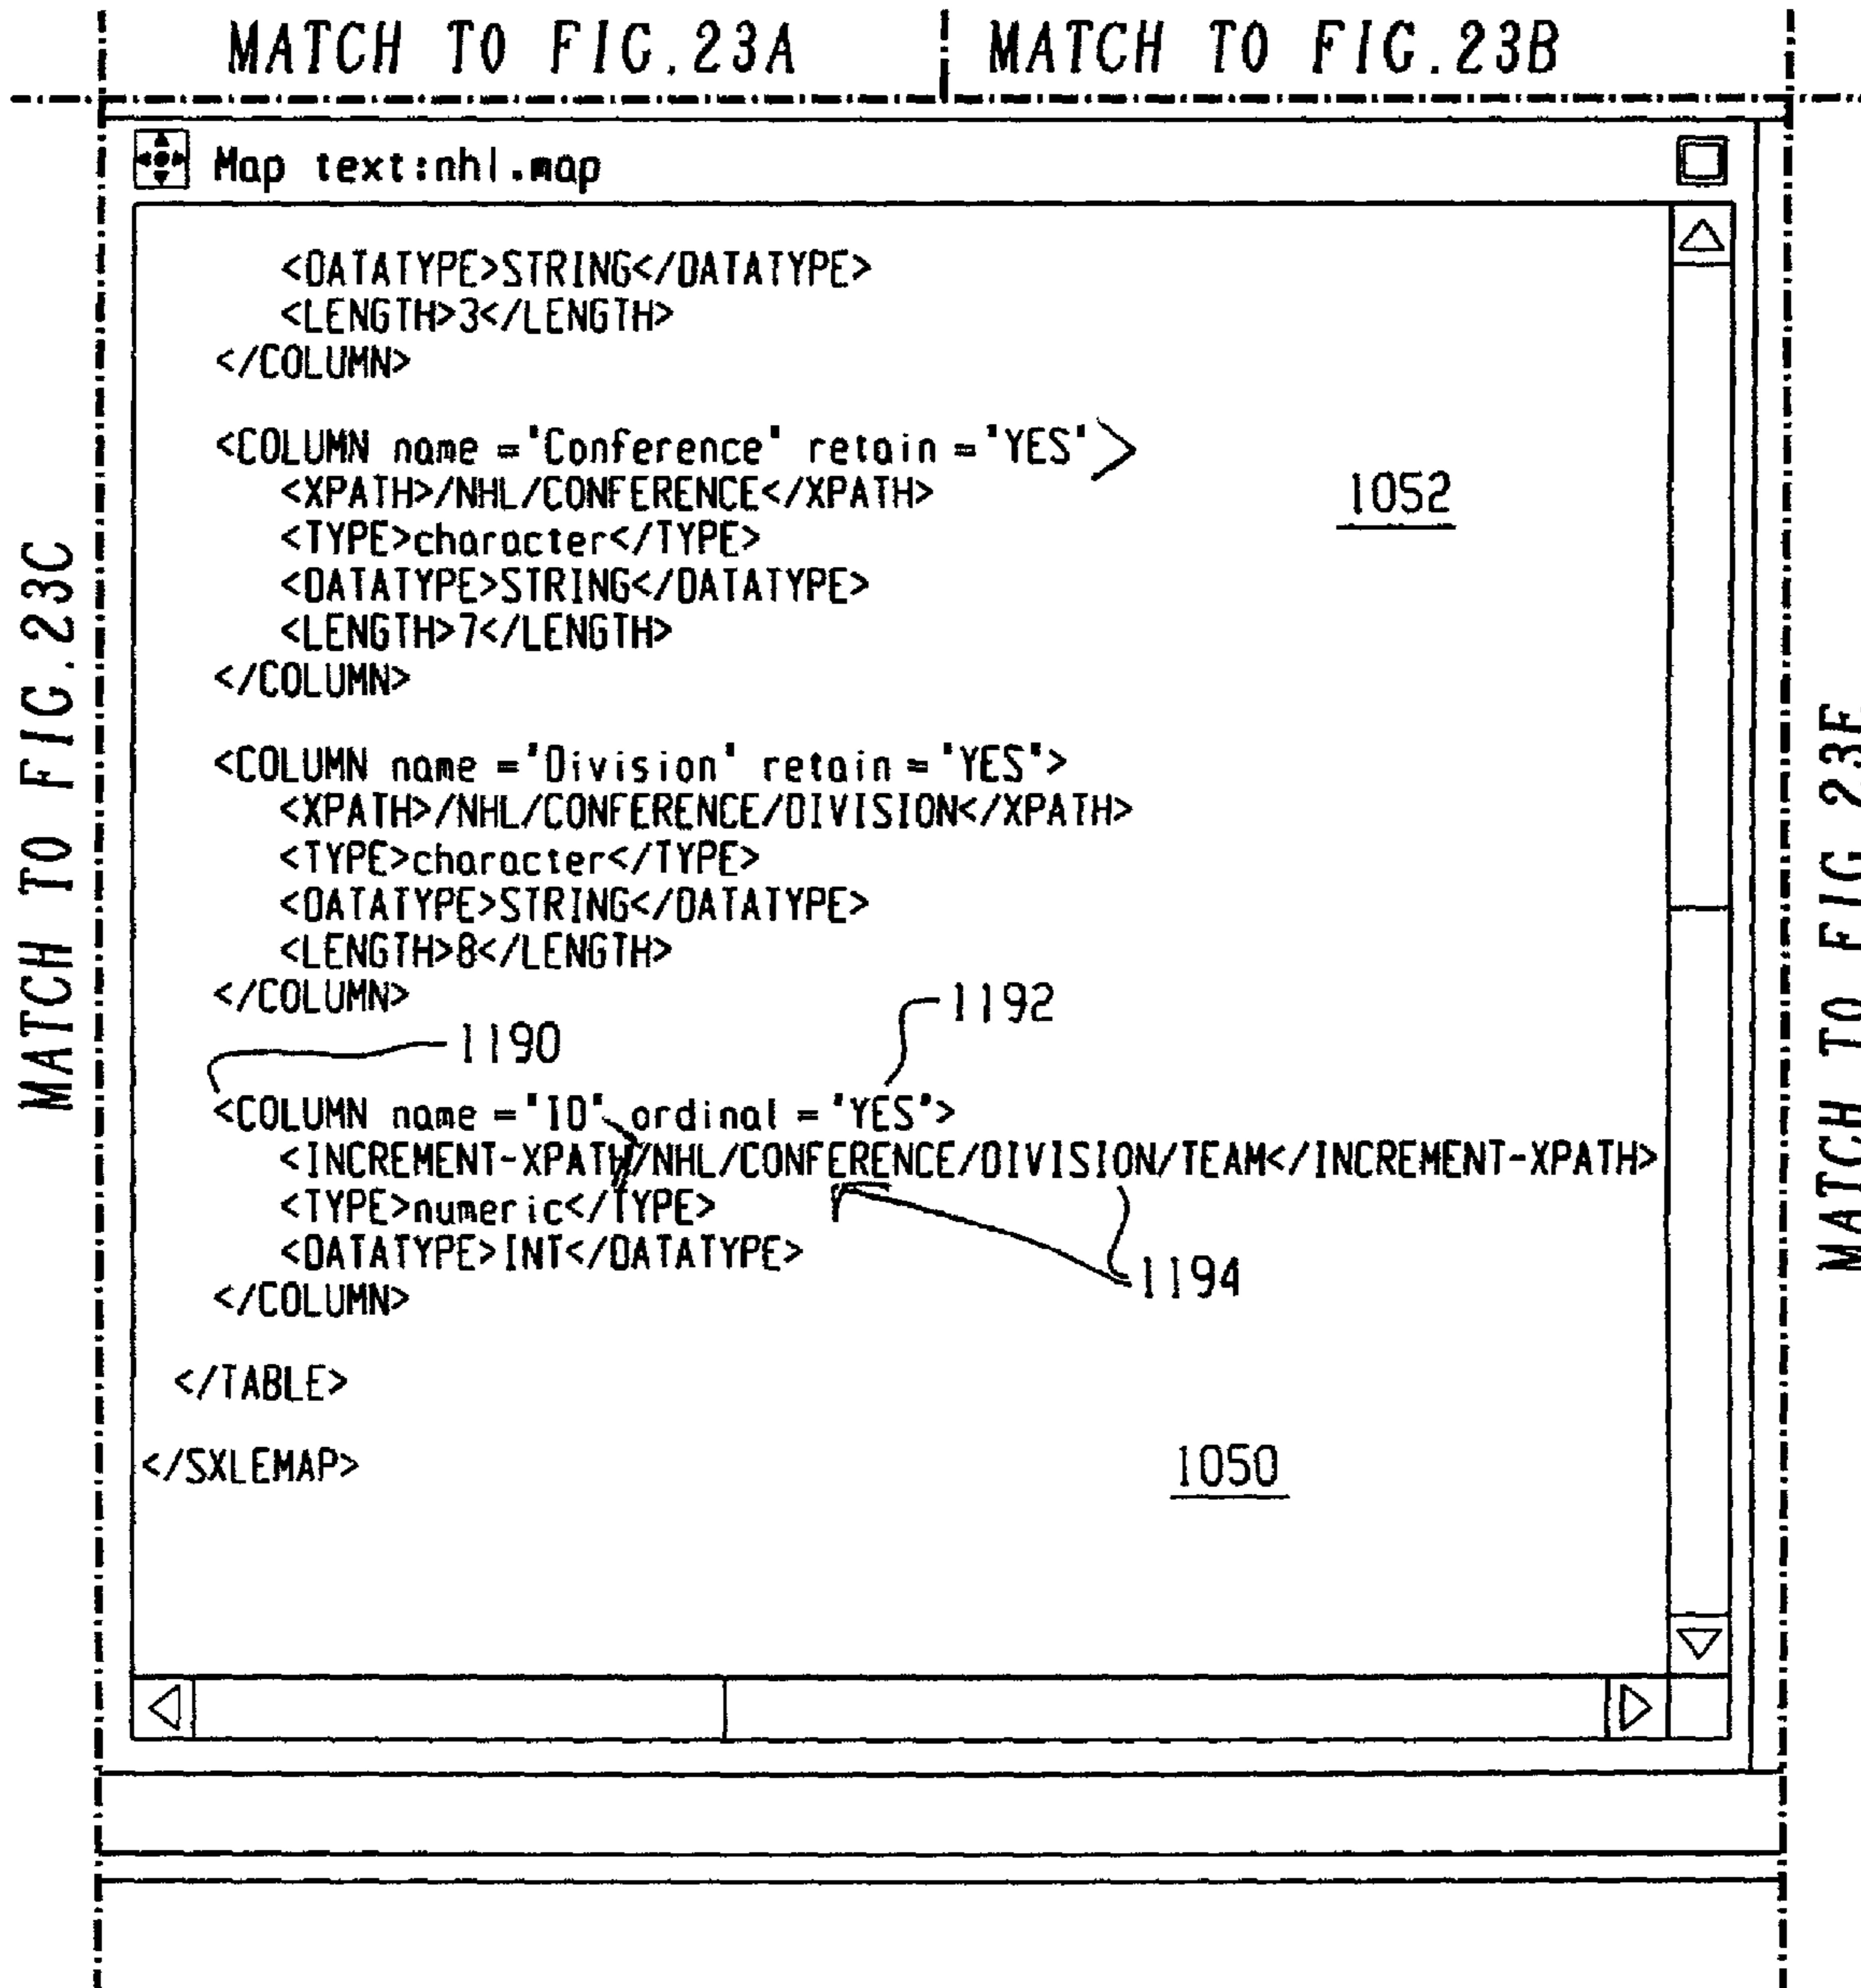 MATCH TO FIG.23A
MATCH TO FIG.23B
MATCH TO FIG.23C
Map text:nhl.map
<DATATYPE>STRING</DATATYPE>
<LENGTH>3</LENGTH>
</COLUMN>
<COLUMN name ="Conference" retain ="YES">
1052
<XPATH>/NHL/CONFERENCE</XPATH>
<TYPE>character</TYPE>
<DATATYPE>STRING</DATATYPE>
<LENGTH>7</LENGTH>
</COLUMN>
<COLUMN name ="Division" retain ="YES">
<XPATH>/NHL/CONFERENCE/DIVISION</XPATH>
<TYPE>character</TYPE>
<DATATYPE>STRING</DATATYPE>
<LENGTH>8</LENGTH>
</COLUMN>
1192
1190
<COLUMN name ="ID" ordinal ="YES">
<INCREMENT-XPATH>/NHL/CONFERENCE/DIVISION/TEAM</INCREMENT-XPATH>
<TYPE>numeric</TYPE>
<DATATYPE>INT</DATATYPE>
1194
</COLUMN>
</TABLE>
</SXLEMAP>
1050
MATCH TO FIG 23E